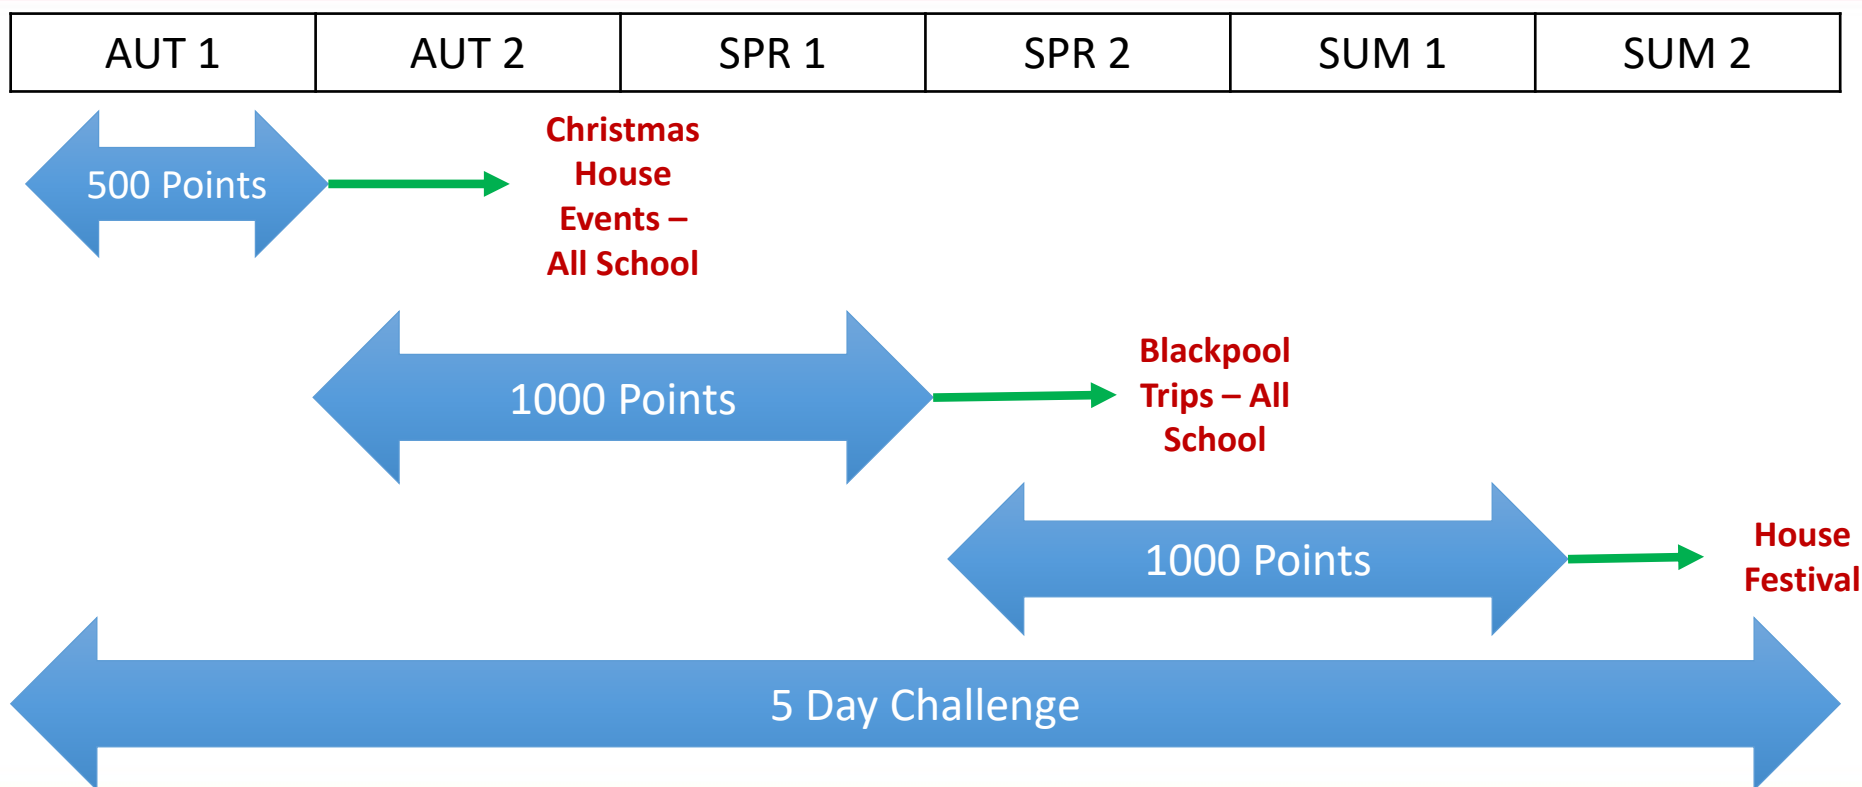 AUT 1 AUT 2 SPR 1 SPR 2 SUM 1 SUM 2
500 Points
Christmas
House
Events –
All School
1000 Points
Blackpool
Trips – All
School
1000 Points
House
Festival
5 Day Challenge